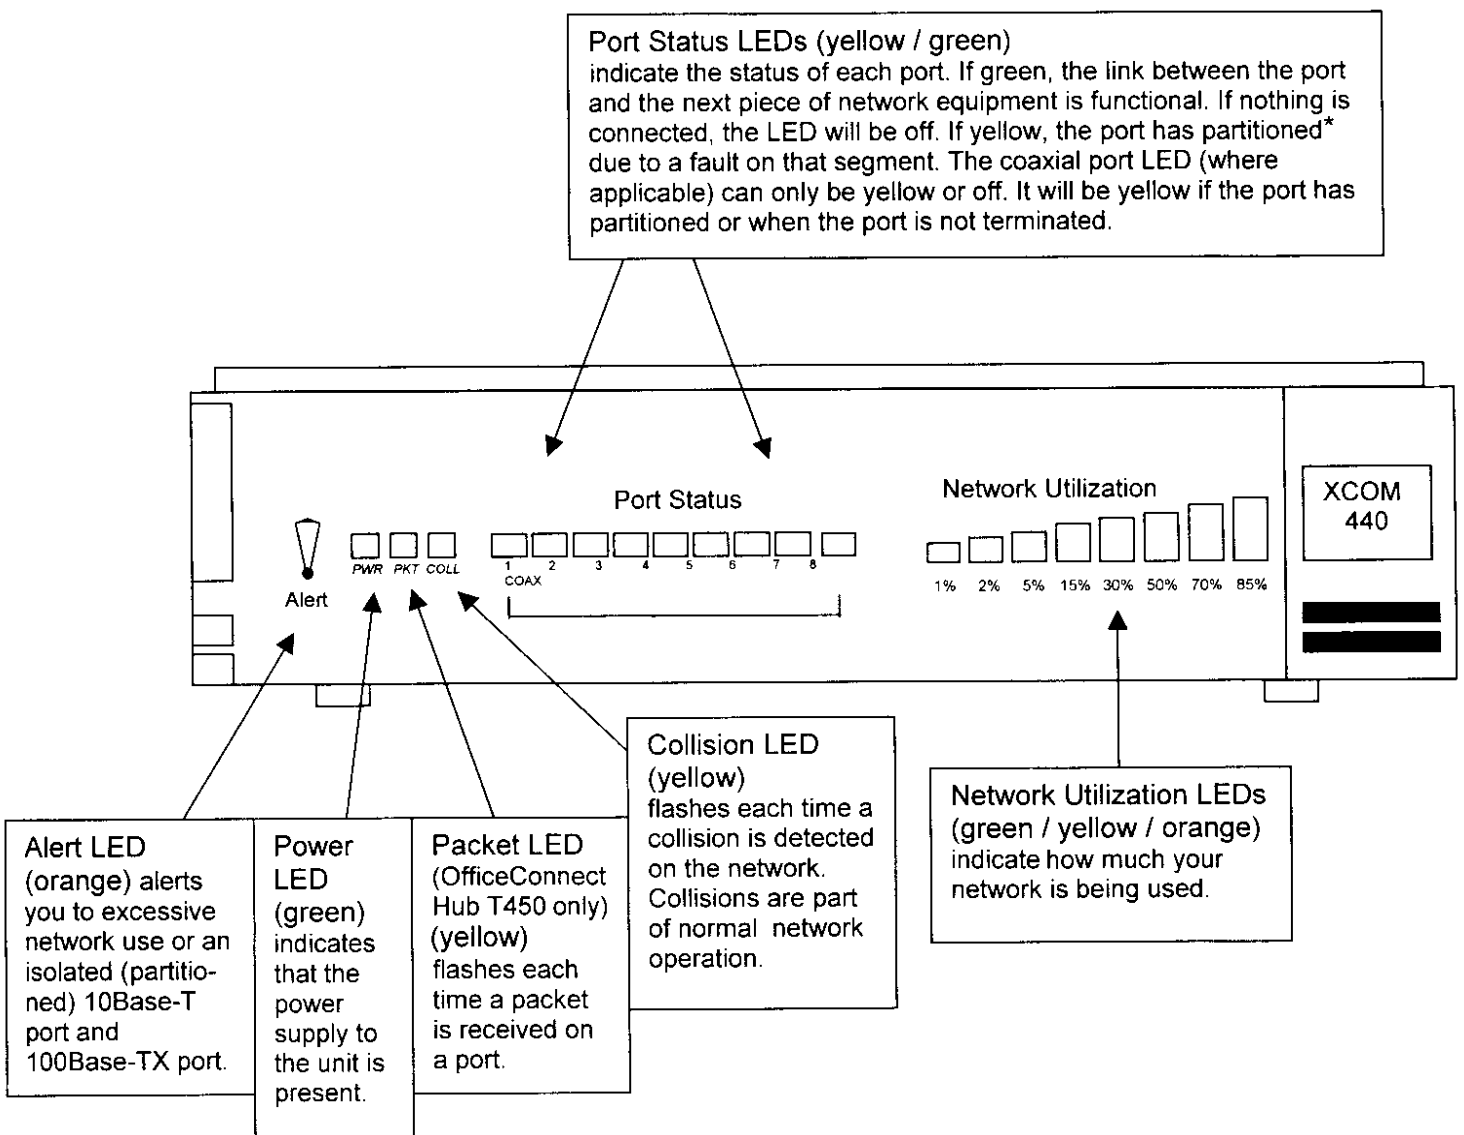 Port Status LEDs (yellow / green)
indicate the status of each port. If green, the link between the port
and the next piece of network equipment is functional. If nothing is
connected, the LED will be off. If yellow, the port has partitioned*
due to a fault on that segment. The coaxial port LED (where
applicable) can only be yellow or off. It will be yellow if the port has
partitioned or when the port is not terminated.
Port Status
Network Utilization
XCOM
440
PWR PKT COLL
1 2 3 4 5 6 7 8
COAX
1% 2% 5% 15% 30% 50% 70% 85%
Alert
Alert LED
(orange) alerts
you to excessive
network use or an
isolated (partitio-
ned) 10Base-T
port and
100Base-TX port.
Power
LED
(green)
indicates
that the
power
supply to
the unit is
present.
Packet LED
(OfficeConnect
Hub T450 only)
(yellow)
flashes each
time a packet
is received on
a port.
Collision LED
(yellow)
flashes each time a
collision is detected
on the network.
Collisions are part
of normal network
operation.
Network Utilization LEDs
(green / yellow / orange)
indicate how much your
network is being used.